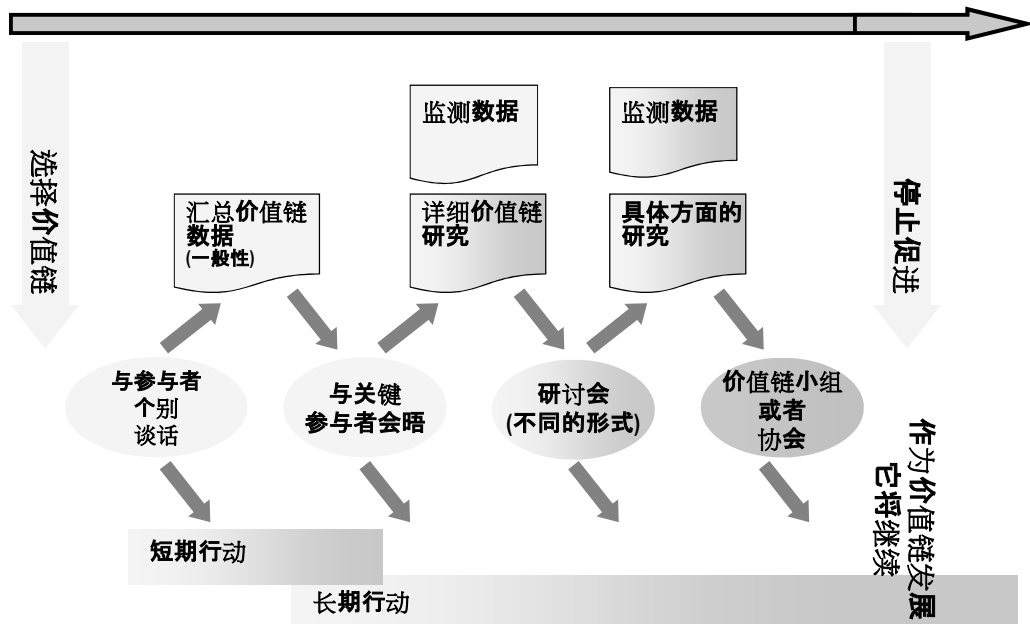 选择价值链
监测数据
监测数据
汇总价值链
数据
(一般性)
详细价值链
研究
具体方面的
研究
停止促进
与参与者
个别
谈话
与关键
参与者会晤
研讨会
(不同的形式)
价值链小组
或者
协会
作为价值链发展
它将继续
短期行动
长期行动